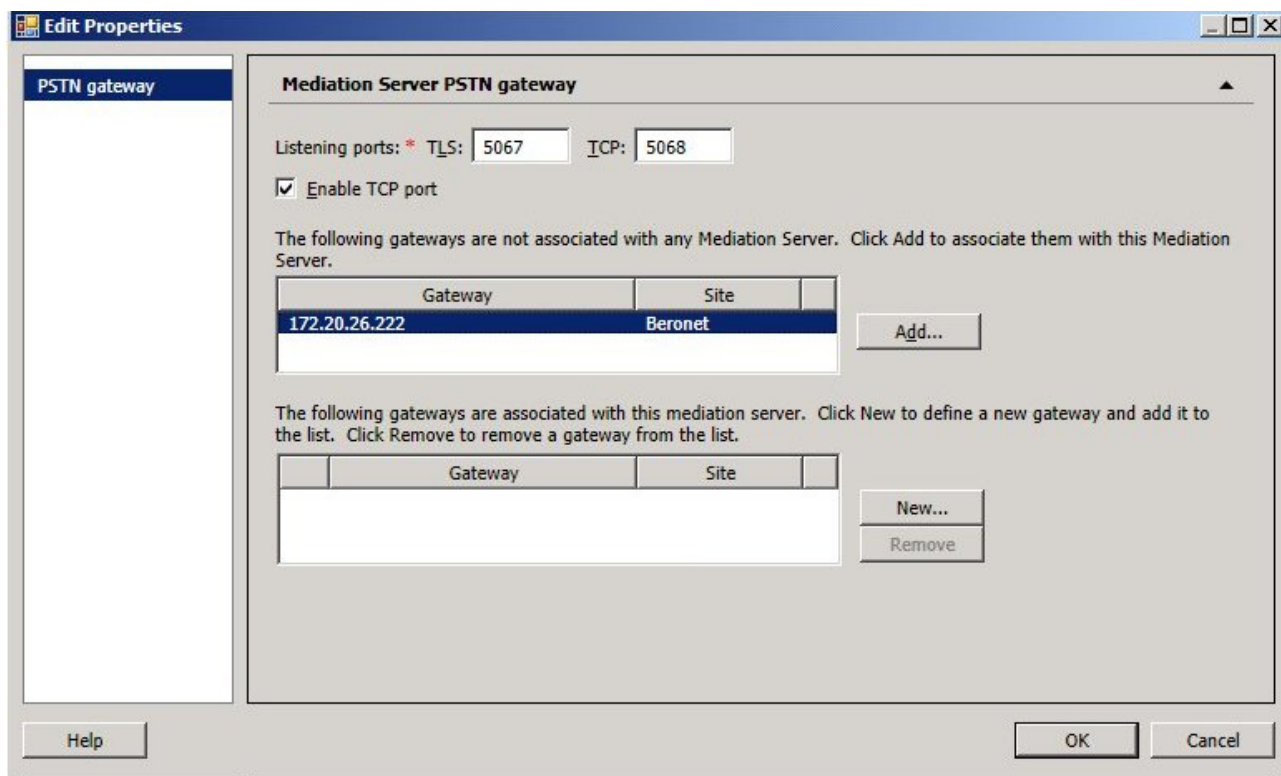 Edit Properties
PSTN gateway
Mediation Server PSTN gateway
Listening ports: * TLS: 5067 TCP: 5068
Enable TCP port
The following gateways are not associated with any Mediation Server. Click Add to associate them with this Mediation
Server.
Gateway Site
172.20.26.222 Beronet
Add...
The following gateways are associated with this mediation server. Click New to define a new gateway and add it to
the list. Click Remove to remove a gateway from the list.
Gateway Site
New...
Remove
Help OK Cancel